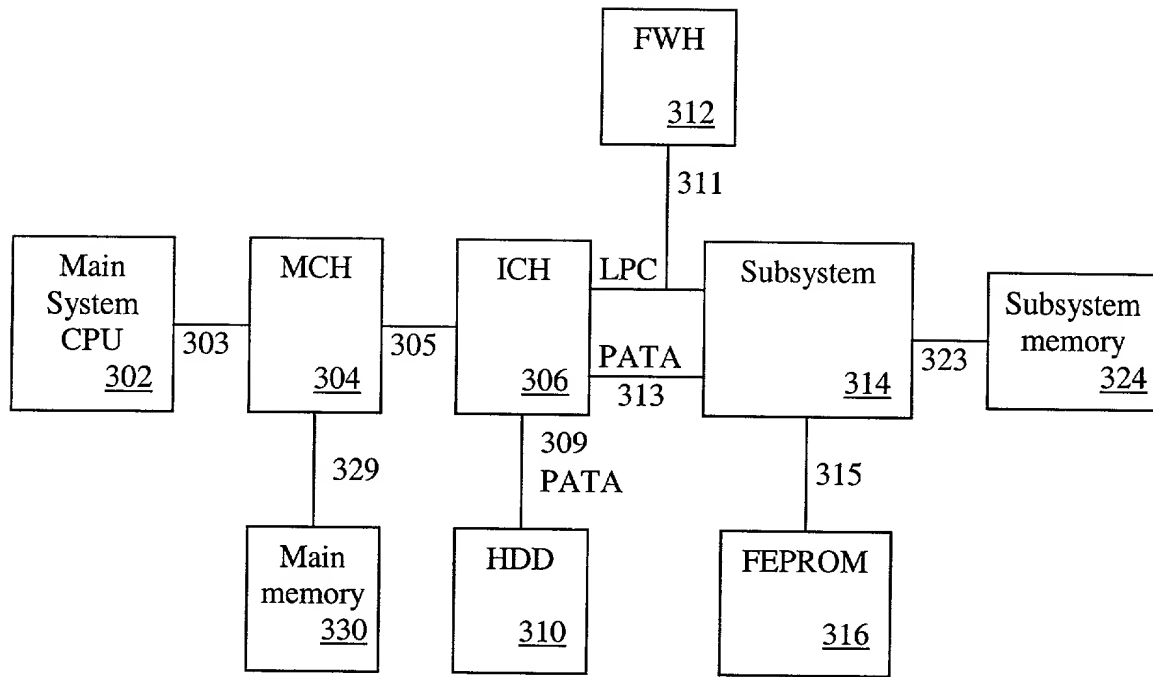 FWH
312
311
Main
System
CPU
302
303
MCH
304
305
ICH
306
LPC
PATA
313
Subsystem
314
323
Subsystem
memory
324
329
309
PATA
315
Main
memory
330
HDD
310
FEPROM
316